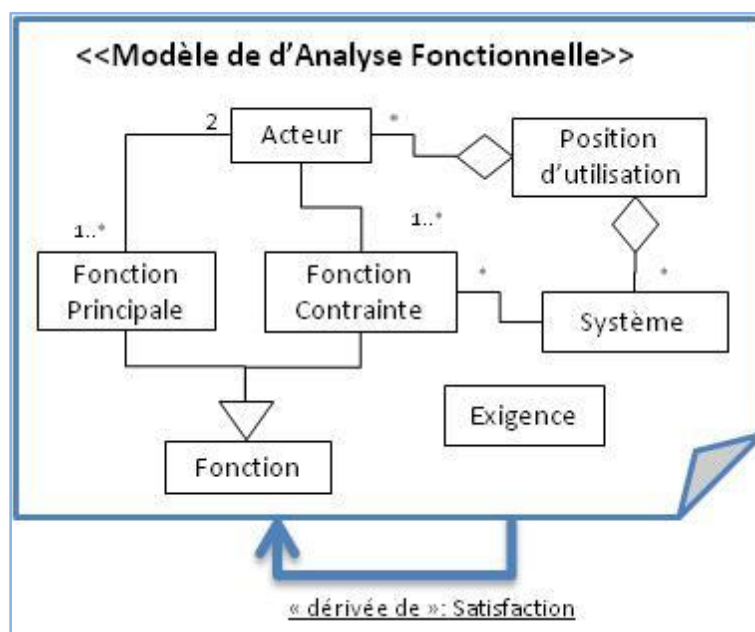 <<Modèle de d'Analyse Fonctionnelle>>
2
Acteur
*
Position
d'utilisation
1..*
1..*
Fonction
Principale
Fonction
Contrainte
*
*
Système
Exigence
Fonction
« dérivée de »: Satisfaction